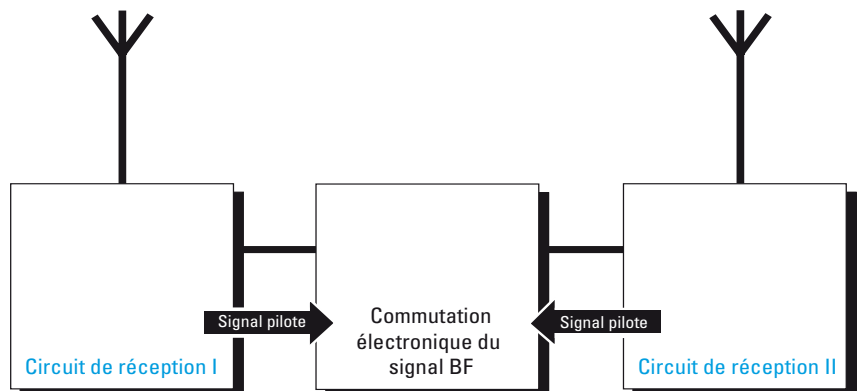 Signal pilote
Circuit de réception I
Commutation
électronique du
signal BF
Signal pilote
Circuit de réception II